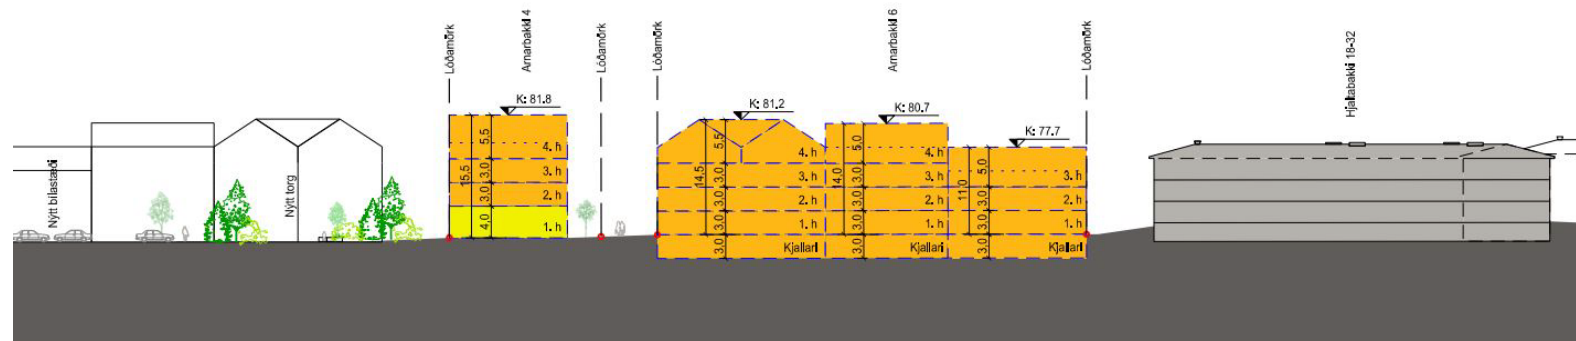 Nýtt bílastæði
Nýtt torg
Lóðamörk
Arnarbakki 4
Lóðamörk
K: 81.8
15.5
5.5
3.0
3.0
4.0
4. h
3. h
2. h
1. h
Lóðamörk
Arnarbakki 6
Lóðamörk
K: 81.2
14.5
5.5
3.0
3.0
3.0
3.0
4. h
3. h
2. h
1. h
Kjallari
K: 80.7
14.0
5.0
3.0
3.0
3.0
3.0
4. h
3. h
2. h
1. h
Kjallari
K: 77.7
11.0
5.0
3.0
3.0
3.0
3. h
2. h
1. h
Kjallari
Hjaltabakki 18-32